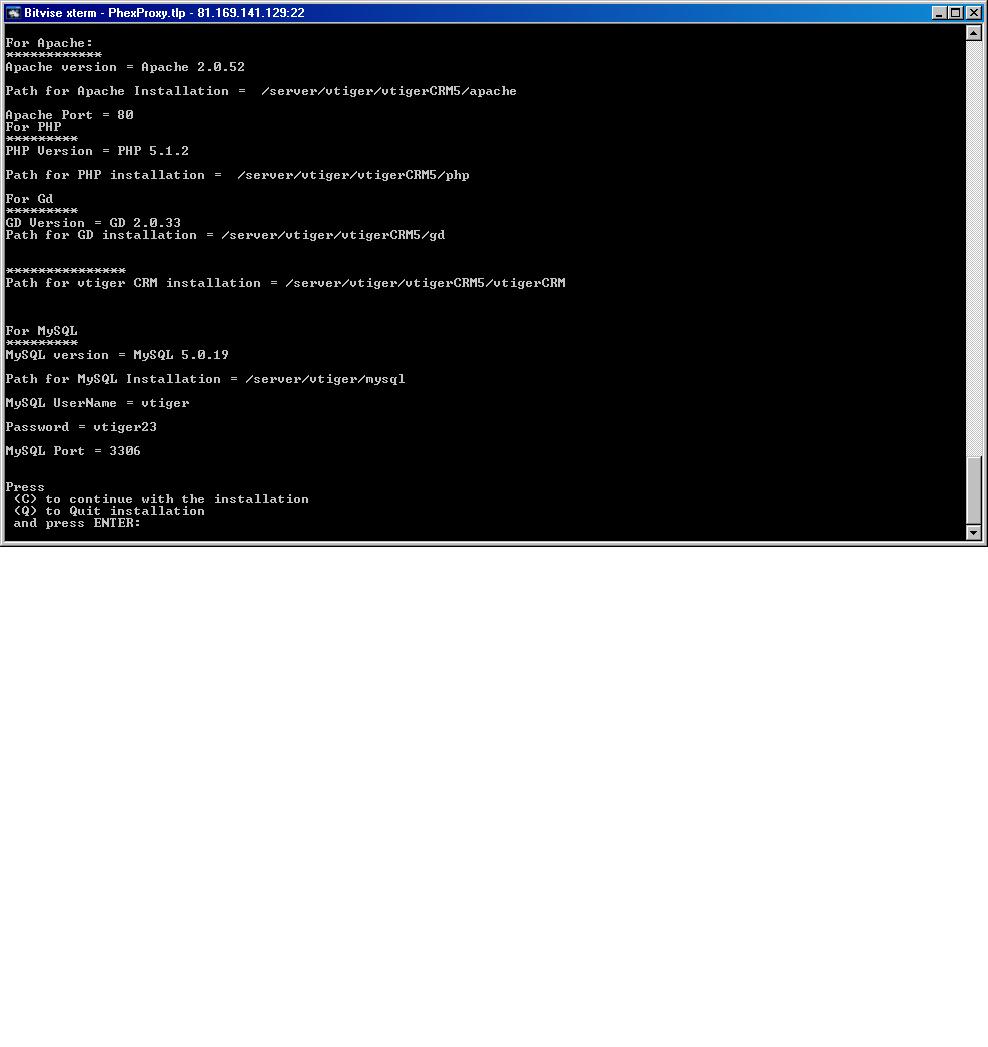 Bitvise xterm - PhexProxy.tlp - 81.169.141.129:22
For Apache:
************
Apache version = Apache 2.0.52
Path for Apache Installation =  /server/vtiger/vtigerCRM5/apache
Apache Port = 80
For PHP
*********
PHP Version = PHP 5.1.2
Path for PHP installation =  /server/vtiger/vtigerCRM5/php
For Gd
*********
GD Version = GD 2.0.33
Path for GD installation = /server/vtiger/vtigerCRM5/gd
***************
Path for vtiger CRM installation = /server/vtiger/vtigerCRM5/vtigerCRM
For MySQL
*********
MySQL version = MySQL 5.0.19
Path for MySQL Installation = /server/vtiger/mysql
MySQL UserName = vtiger
Password = vtiger23
MySQL Port = 3306
Press
(C) to continue with the installation
(Q) to Quit installation
and press ENTER: